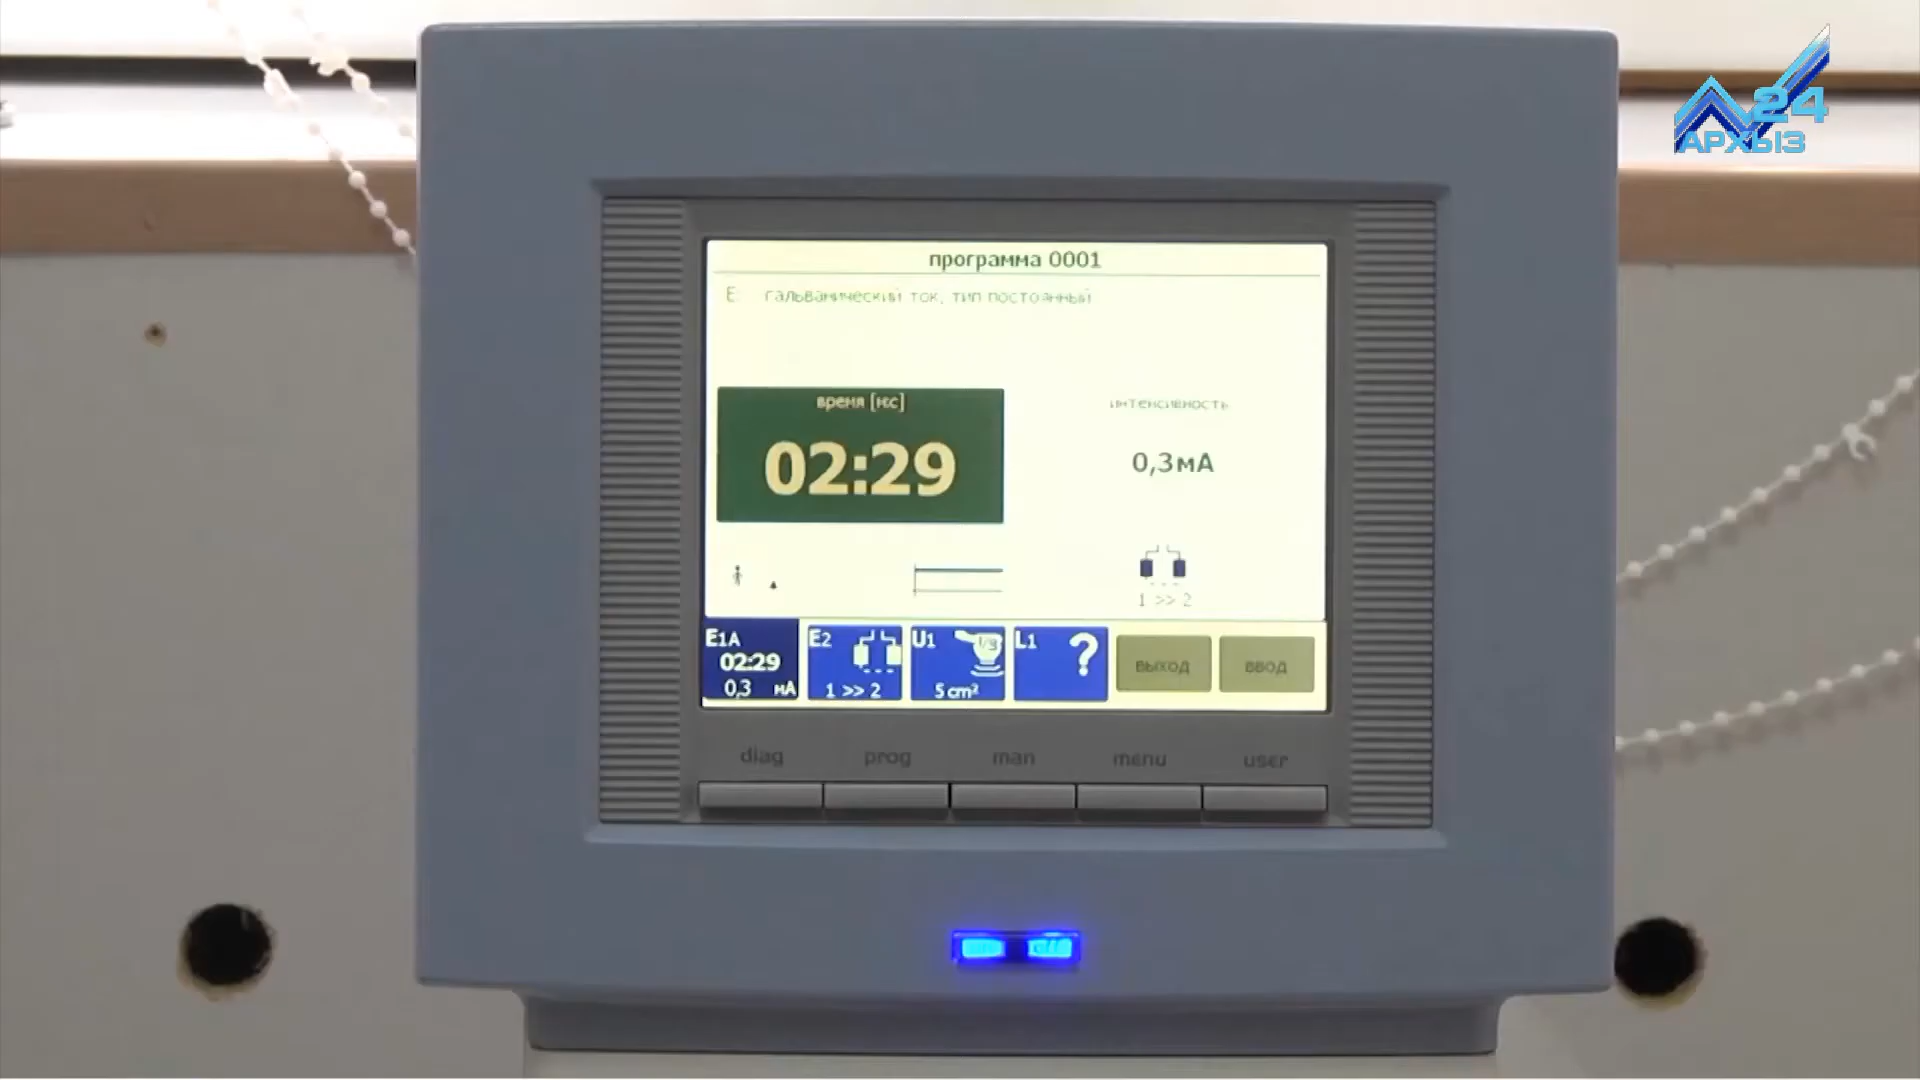 24
АРХЫЗ
программа 0001
E гальванический ток, тип постоянный
время [мс]
интенсивность
02:29
0,3мА
1 >> 2
E1A
02:29
0,3 мА
E2
1 >> 2
U1
5 cm²
L1
?
выход
ввод
diag prog man menu user